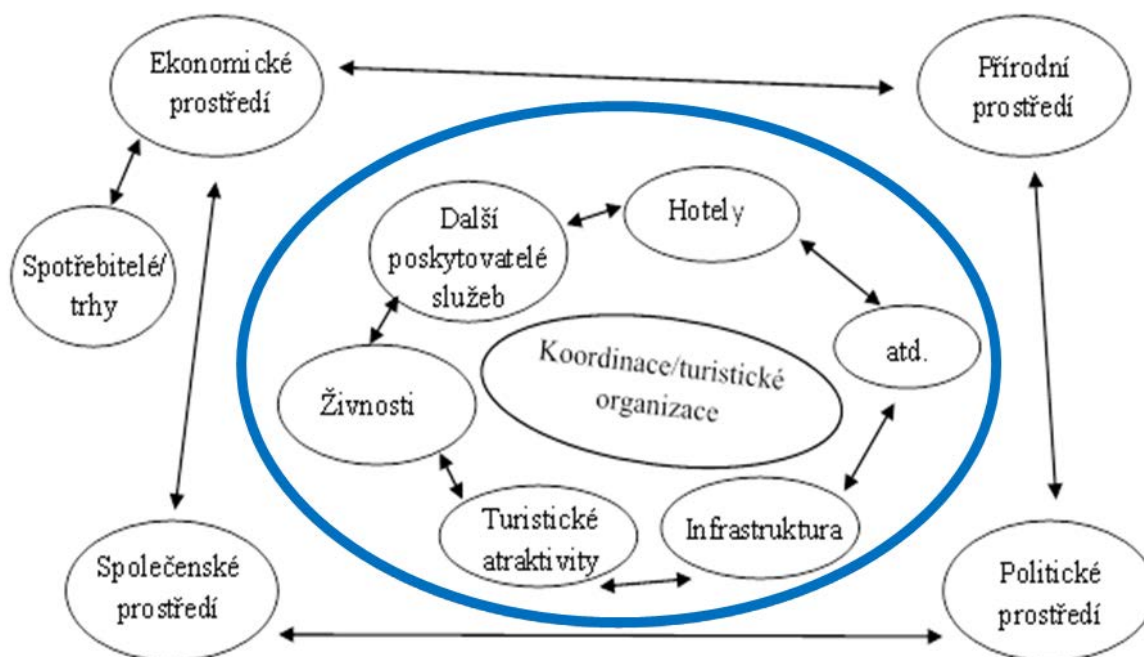 Ekonomické
prostředí
Přírodní
prostředí
Spotřebitelé/
trhy
Další
poskytovatelé
služeb
Hotely
atd.
Koordinace/turistické
organizace
Živnosti
Turistické
atraktivity
Infrastruktura
Společenské
prostředí
Politické
prostředí